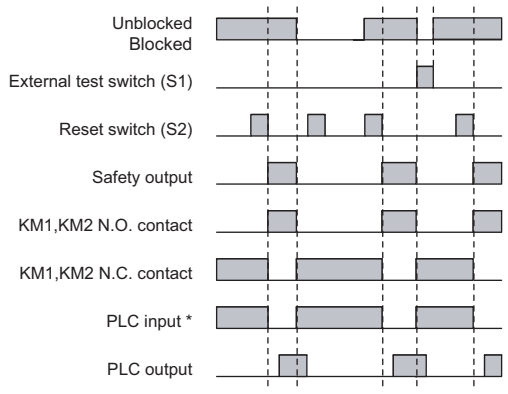 Unblocked
Blocked
External test switch (S1)
Reset switch (S2)
Safety output
KM1,KM2 N.O. contact
KM1,KM2 N.C. contact
PLC input *
PLC output